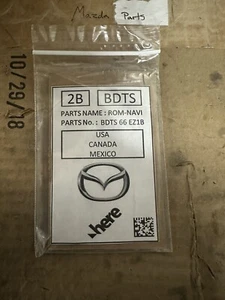 Mazda Parts
10/29/18
2B BDTS
PARTS NAME : ROM-NAVI
PARTS No. : BDTS 66 EZ1B
USA
CANADA
MEXICO
here